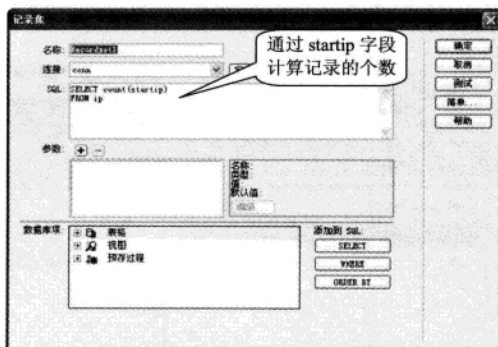 记录集
名称:
确定
通过 startip 字段
计算记录的个数
连接: conn
取消
测试
SQL: SELECT count(startip)
FROM ip
简单...
帮助
参数:
名称:
类型:
值:
默认值:
编辑
数据库项:
表格
视图
预存过程
添加到 SQL:
SELECT
WHERE
ORDER BY